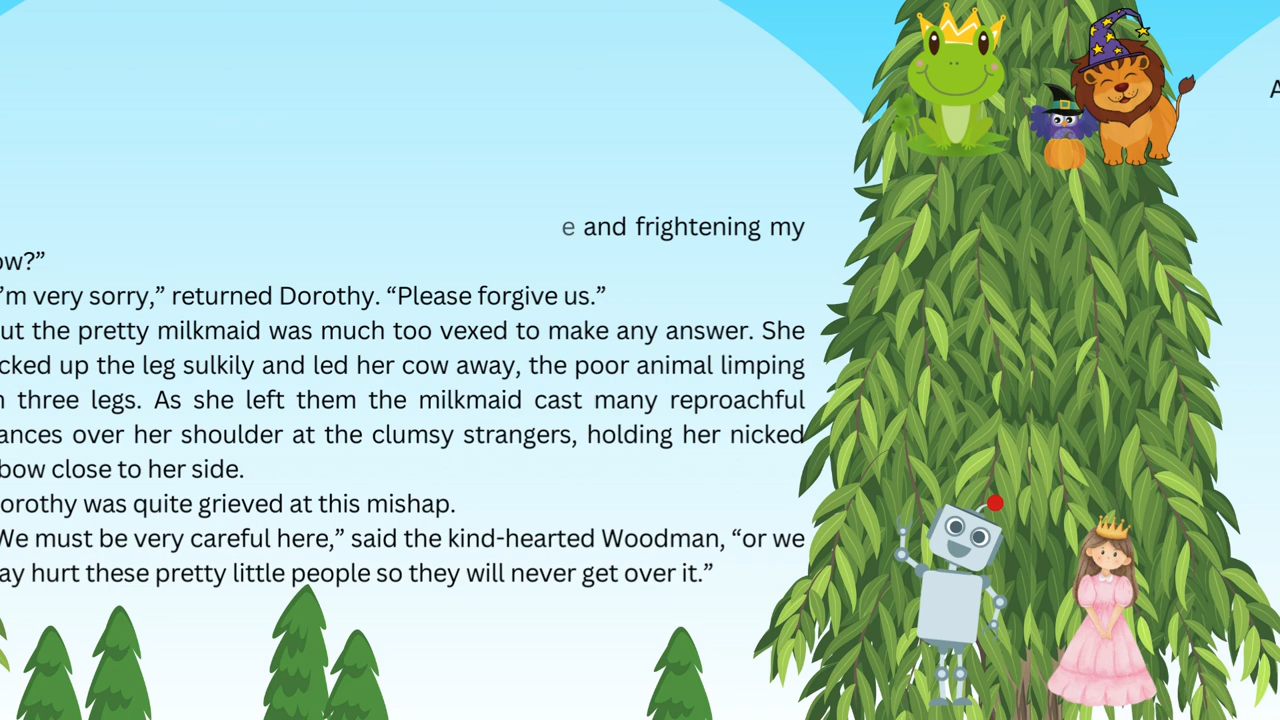 e and frightening my
ow?”
’m very sorry,” returned Dorothy. “Please forgive us.”
ut the pretty milkmaid was much too vexed to make any answer. She
cked up the leg sulkily and led her cow away, the poor animal limping
n three legs. As she left them the milkmaid cast many reproachful
ances over her shoulder at the clumsy strangers, holding her nicked
bow close to her side.
orothy was quite grieved at this mishap.
We must be very careful here,” said the kind-hearted Woodman, “or we
ay hurt these pretty little people so they will never get over it.”
A